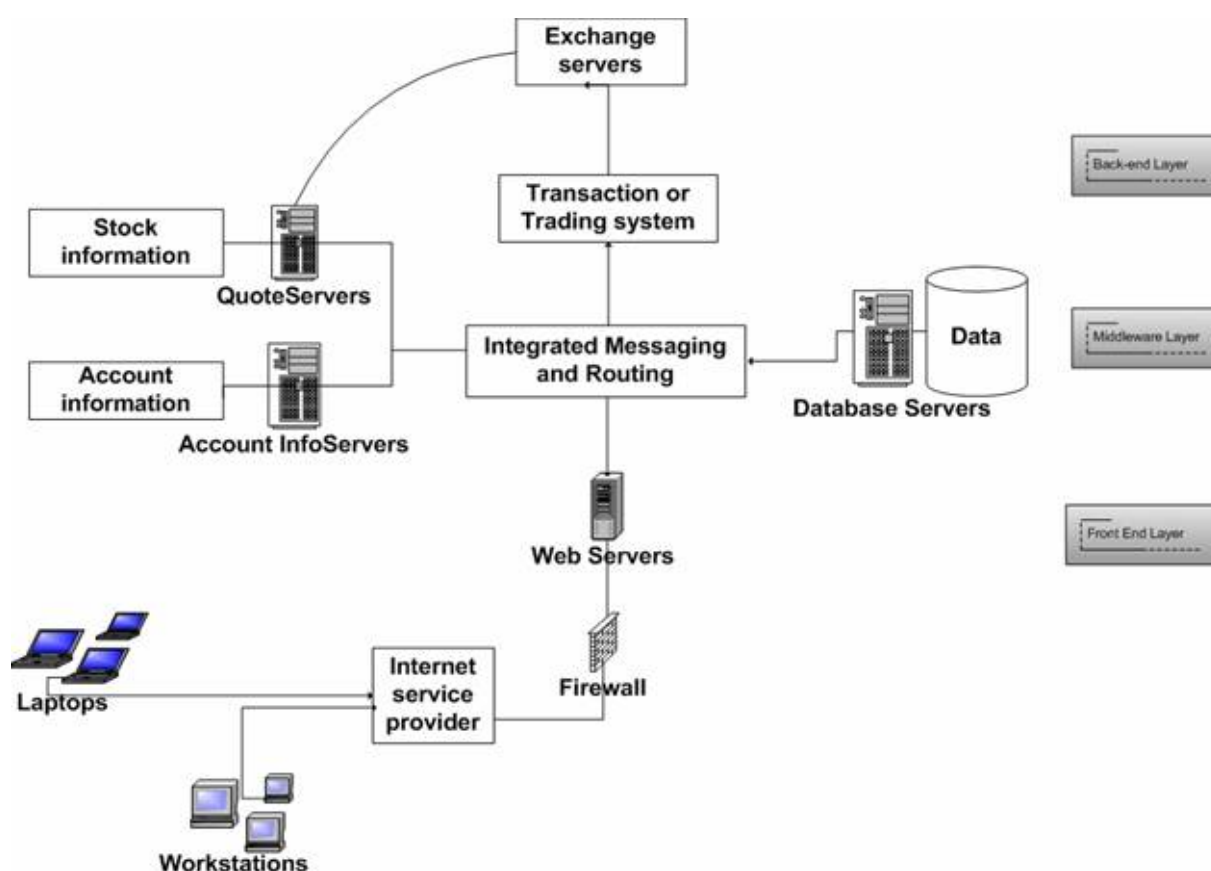 Exchange
servers
Back-end Layer
Transaction or
Trading system
Stock
information
QuoteServers
Integrated Messaging
and Routing
Data
Middleware Layer
Account
information
Database Servers
Account InfoServers
Web Servers
Front End Layer
Internet
service
provider
Firewall
Laptops
Workstations